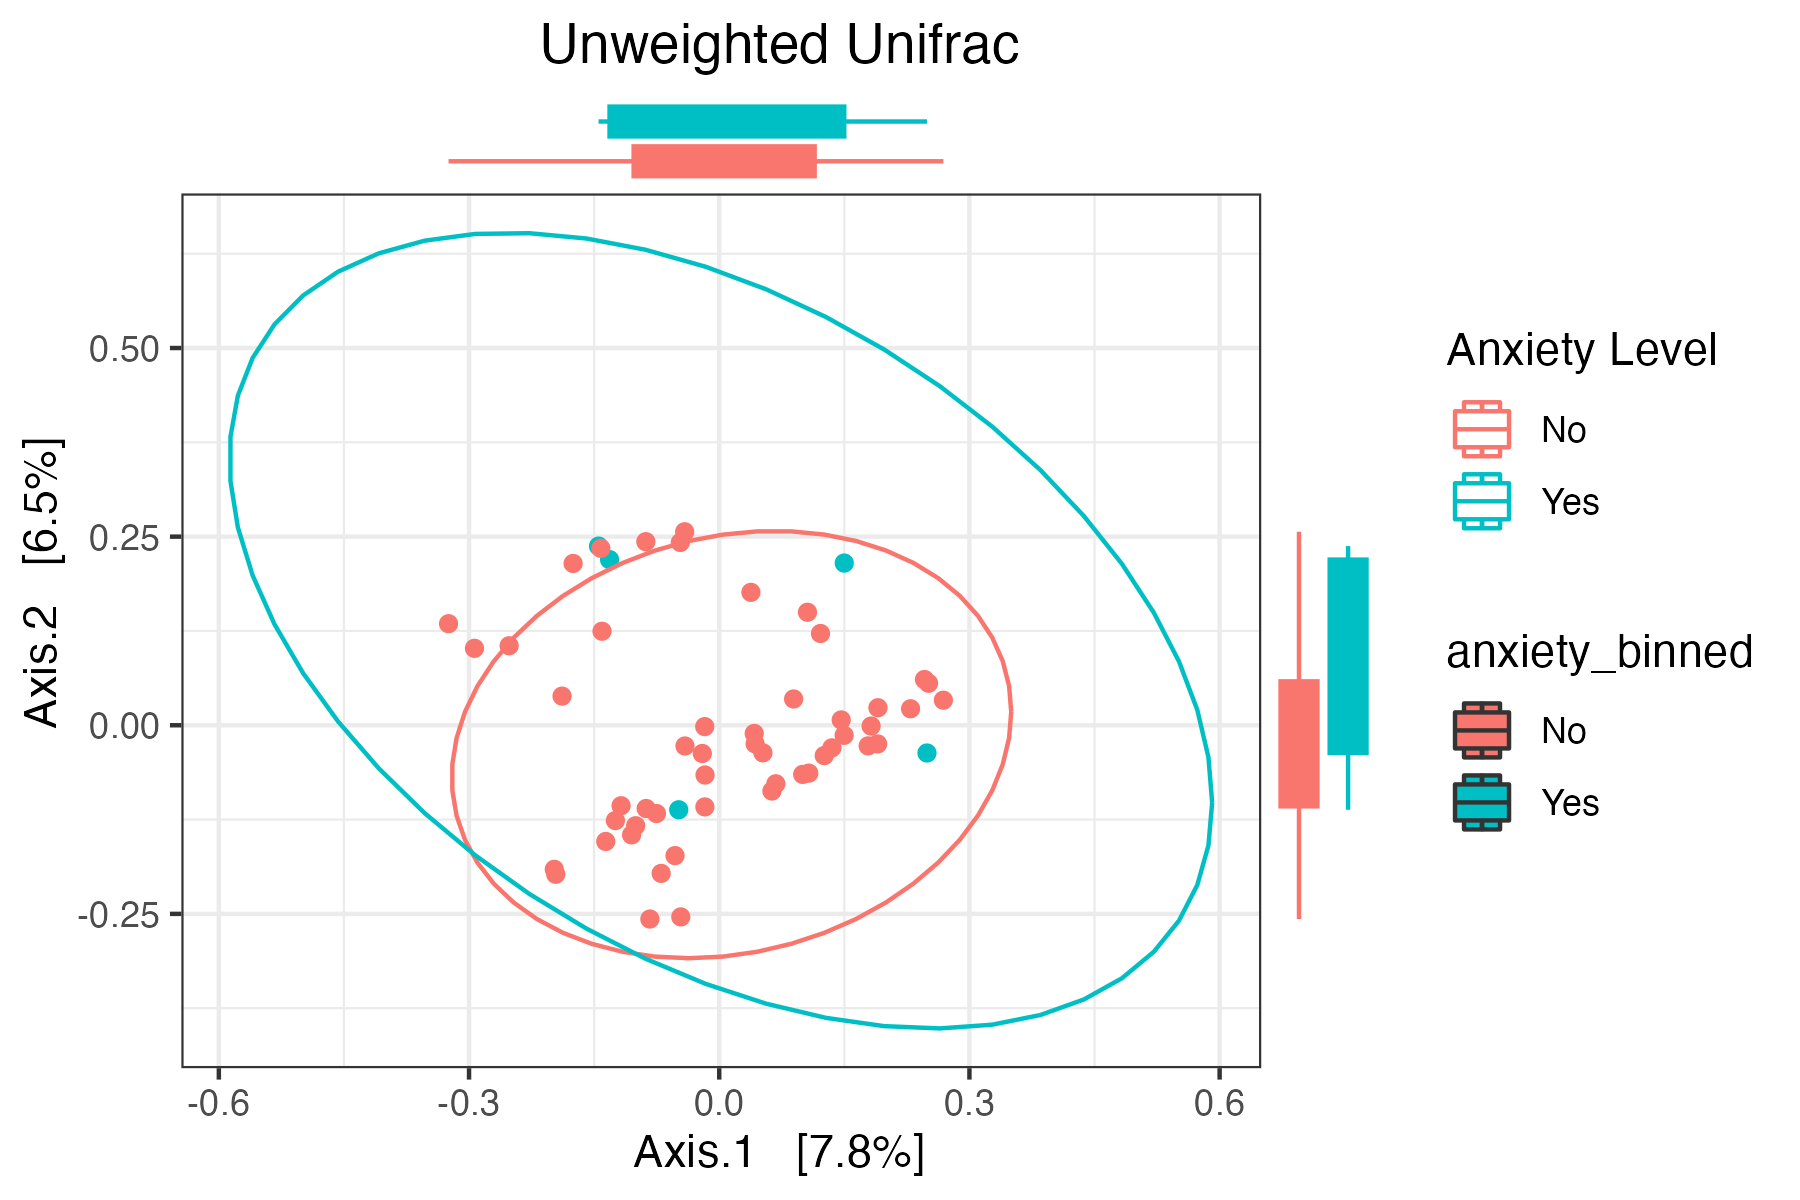 Unweighted Unifrac
0.50
0.25
0.00
-0.25
Axis.2 [6.5%]
-0.6
-0.3
0.0
0.3
0.6
Axis.1 [7.8%]
Anxiety Level
No
Yes
anxiety_binned
No
Yes